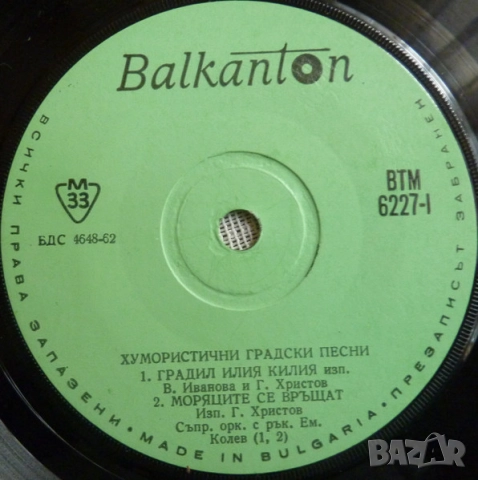 Balkanton
ВСИЧКИ ПРАВА ЗАПАЗЕНИ • MADE IN BULGARIA • ПРЕЗАПИСЪТ ЗАБРАНЕН
М
33
БДС 4648-62
ВТМ
6227-I
ХУМОРИСТИЧНИ ГРАДСКИ ПЕСНИ
1. ГРАДИЛ ИЛИЯ КИЛИЯ изп.
В. Иванова и Г. Христов
2. МОРЯЦИТЕ СЕ ВРЪЩАТ
Изп. Г. Христов
Съпр. орк. с рък. Ем.
Колев (1, 2)
BAZAR